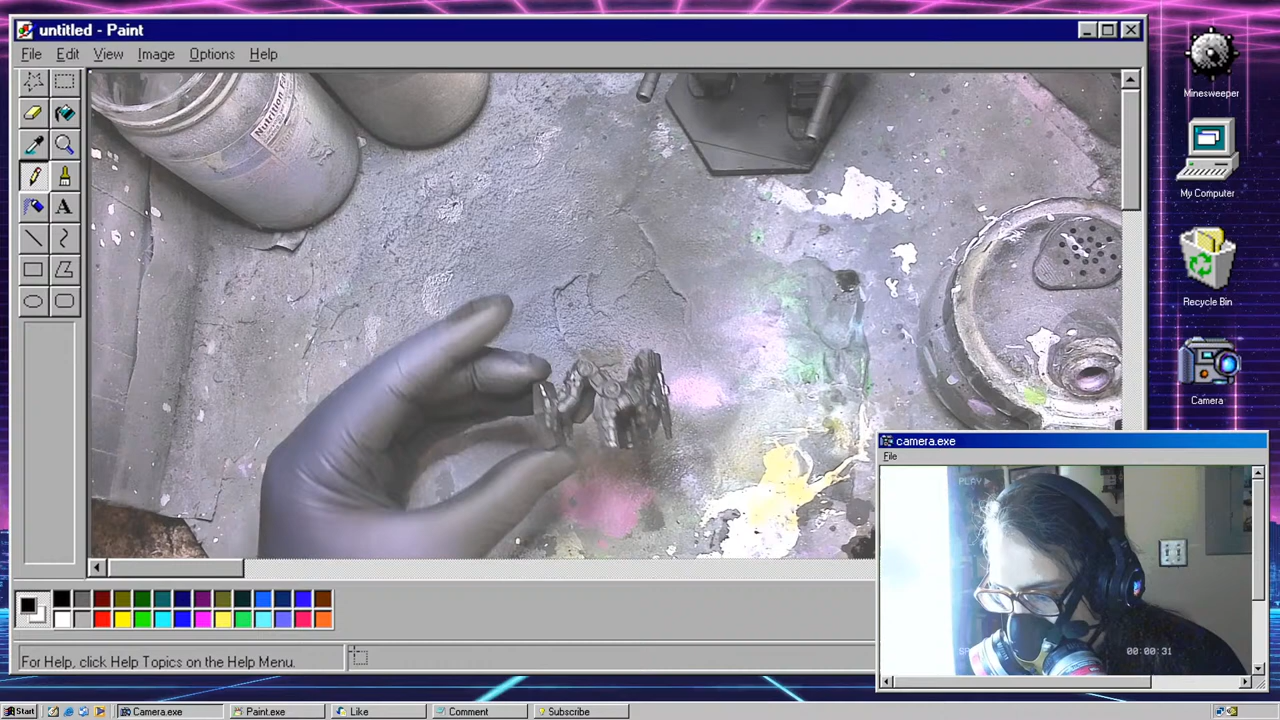 untitled - Paint
File Edit View Image Options Help
Nutrition
Minesweeper
My Computer
Recycle Bin
Camera
camera.exe
File
PLAY
SP
00:00:31
For Help, click Help Topics on the Help Menu.
Start
Camera.exe
Paint.exe
Like
Comment
Subscribe